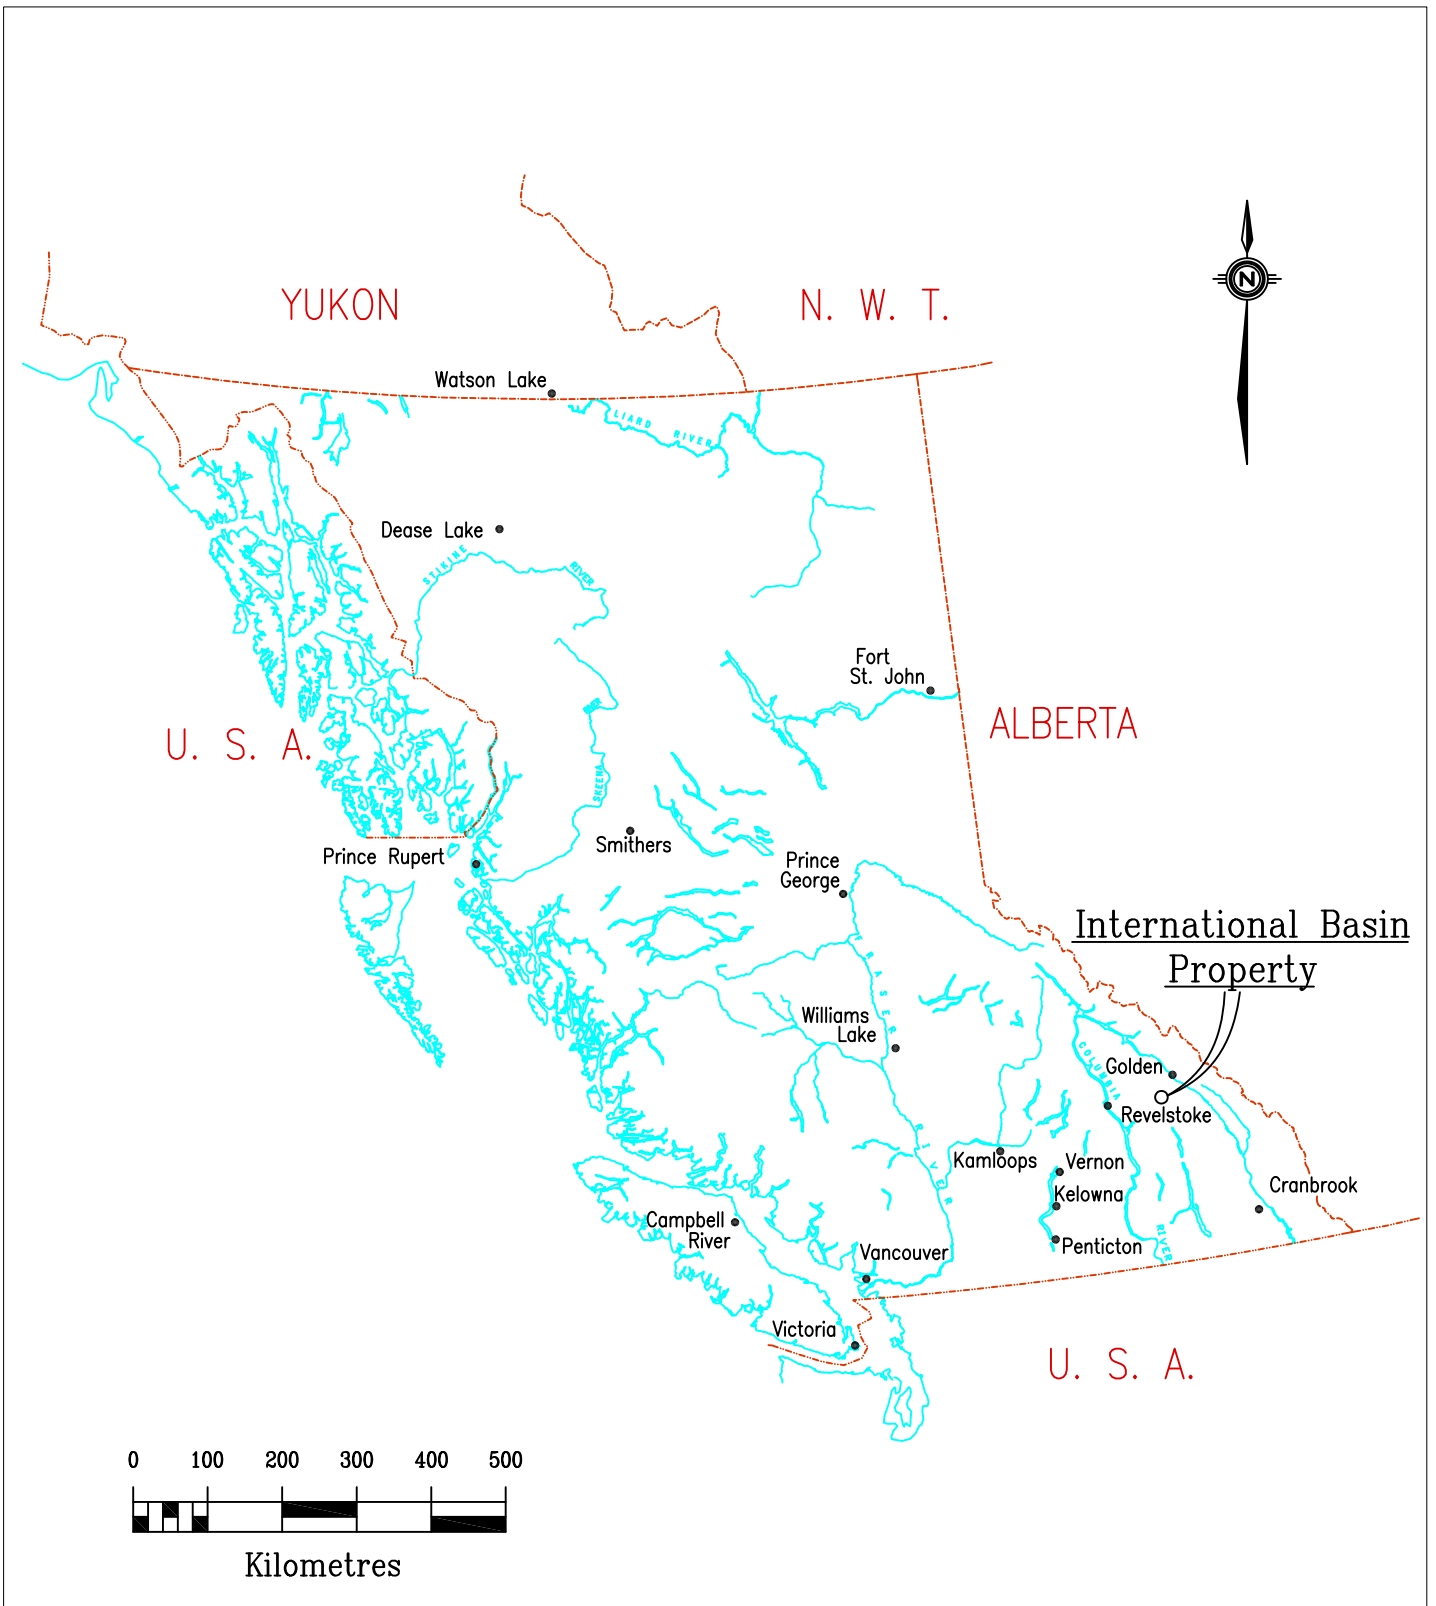 YUKON
N. W. T.
N
Watson Lake
LIARD RIVER
Dease Lake
STIKINE
RIVER
Fort
St. John
ALBERTA
U. S. A.
SKEENA
Smithers
Prince Rupert
Prince
George
International Basin
Property
FRASER
Williams
Lake
COLUMBIA
Golden
Revelstoke
RIVER
Kamloops
Vernon
Cranbrook
Kelowna
Campbell
River
RIVER
Penticton
Vancouver
Victoria
U. S. A.
0 100 200 300 400 500
Kilometres